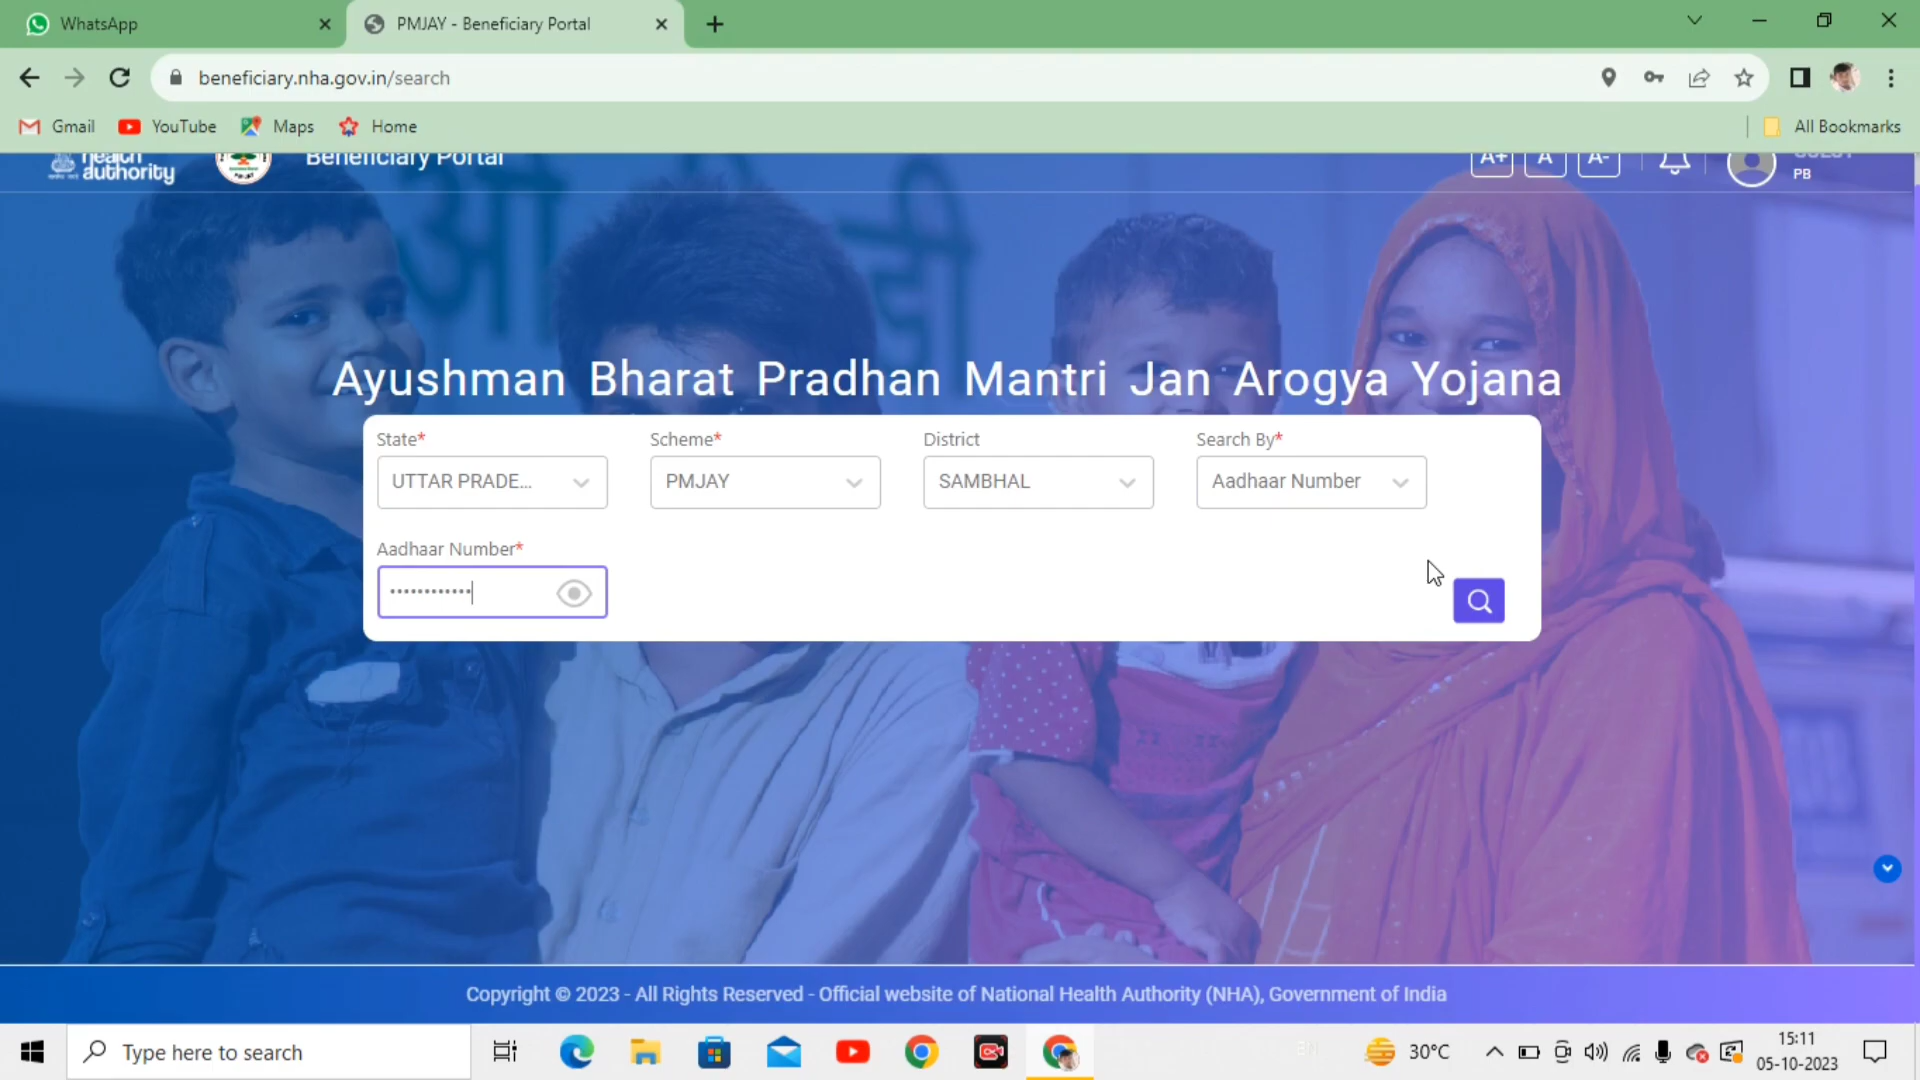 WhatsApp
PMJAY - Beneficiary Portal
beneficiary.nha.gov.in/search
Gmail
YouTube
Maps
Home
All Bookmarks
health
authority
Beneficiary Portal
A+
A
A-
PB
Ayushman Bharat Pradhan Mantri Jan Arogya Yojana
State*
Scheme*
District
Search By*
UTTAR PRADE...
PMJAY
SAMBHAL
Aadhaar Number
Aadhaar Number*
Copyright © 2023 - All Rights Reserved - Official website of National Health Authority (NHA), Government of India
Type here to search
30°C
15:11
05-10-2023